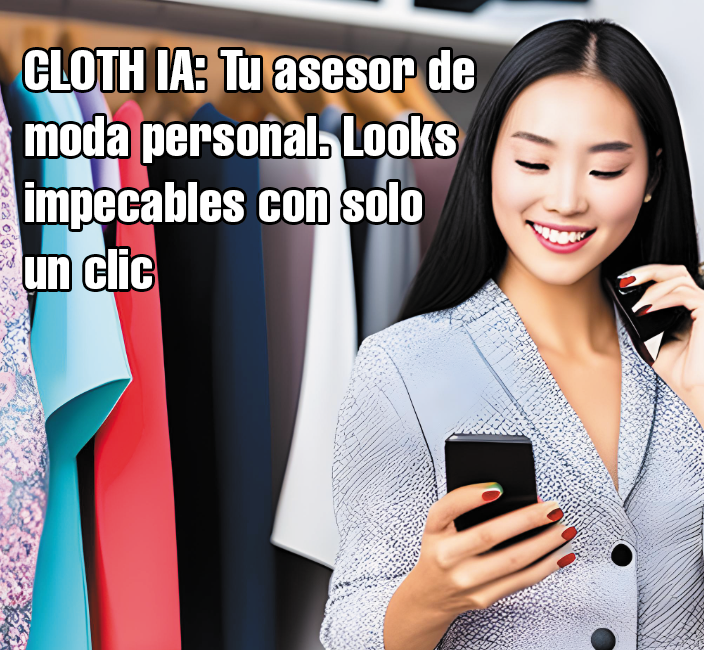 CLOTH IA: Tu asesor de
moda personal. Looks
impecables con solo
un clic